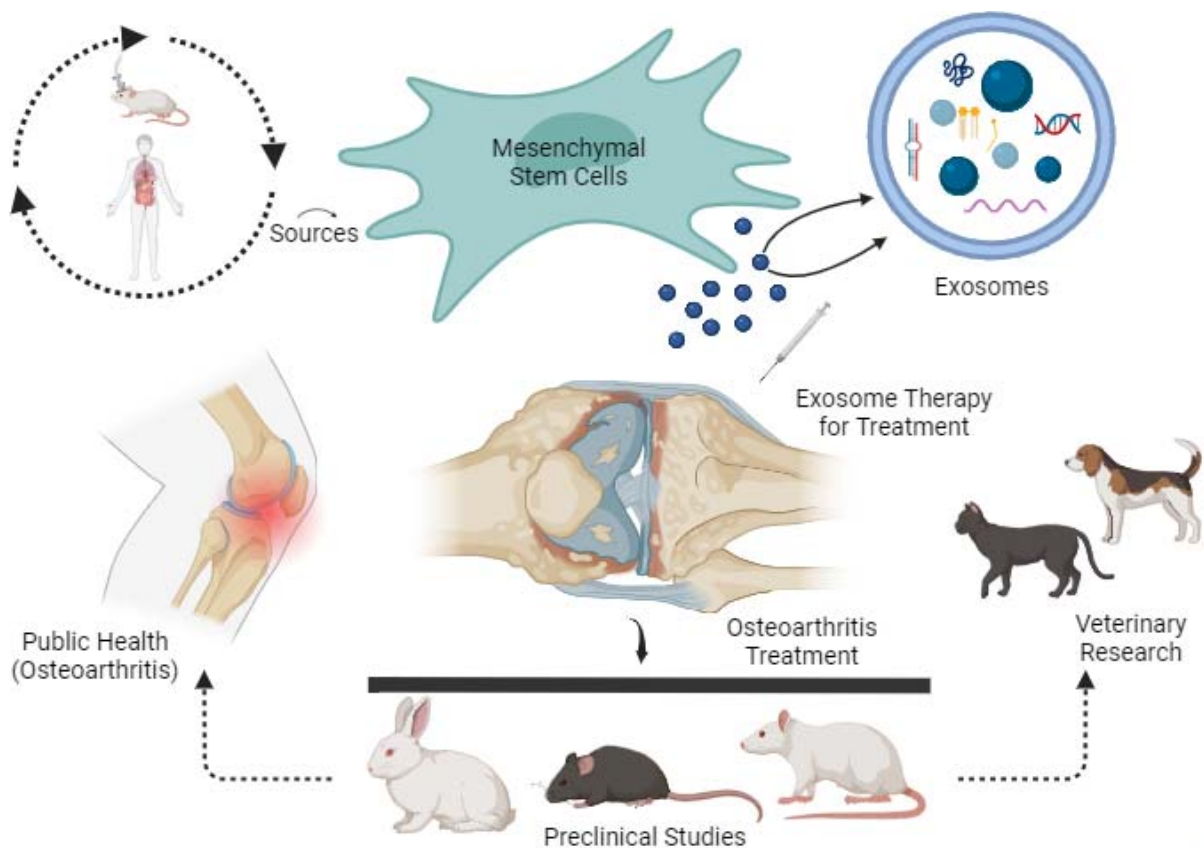 Mesenchymal
Stem Cells
Sources
Exosomes
Exosome Therapy
for Treatment
Public Health
(Osteoarthritis)
Osteoarthritis
Treatment
Veterinary
Research
Preclinical Studies